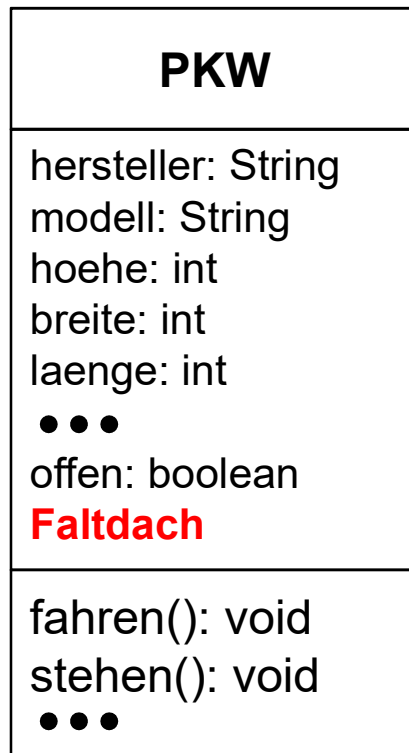 PKW
hersteller: String
modell: String
hoehe: int
breite: int
laenge: int
●●●
offen: boolean
Faltdach
fahren(): void
stehen(): void
●●●